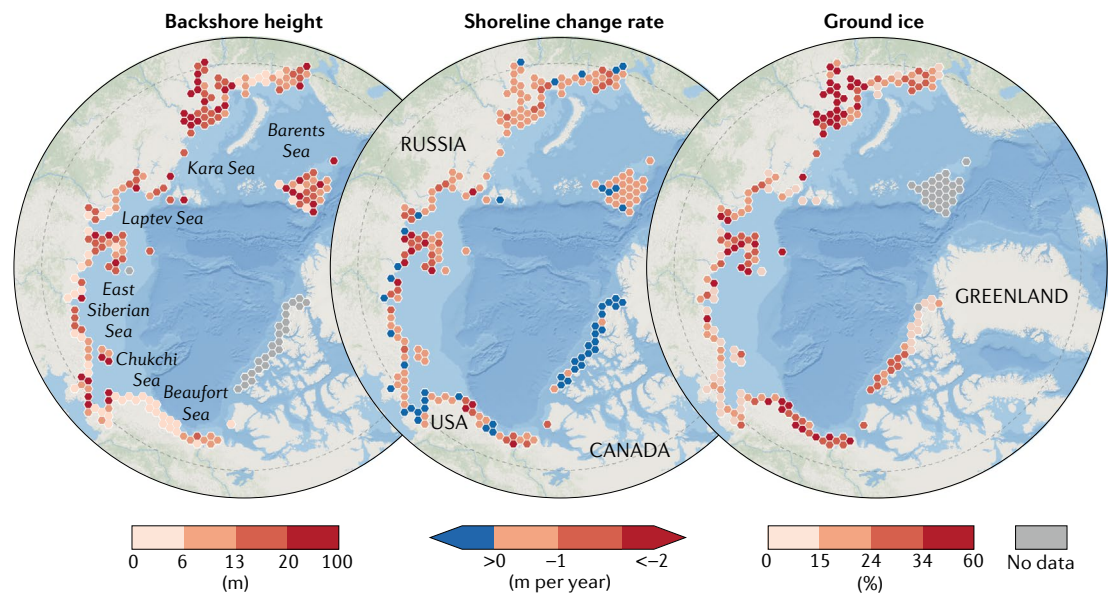 Backshore height
Shoreline change rate
Ground ice
Barents
Sea
Kara Sea
Laptev Sea
East
Siberian
Sea
Chukchi
Sea
Beaufort
Sea
RUSSIA
USA
CANADA
GREENLAND
0 6 13 20 100
(m)
>0 −1 <−2
(m per year)
0 15 24 34 60
(%)
No data